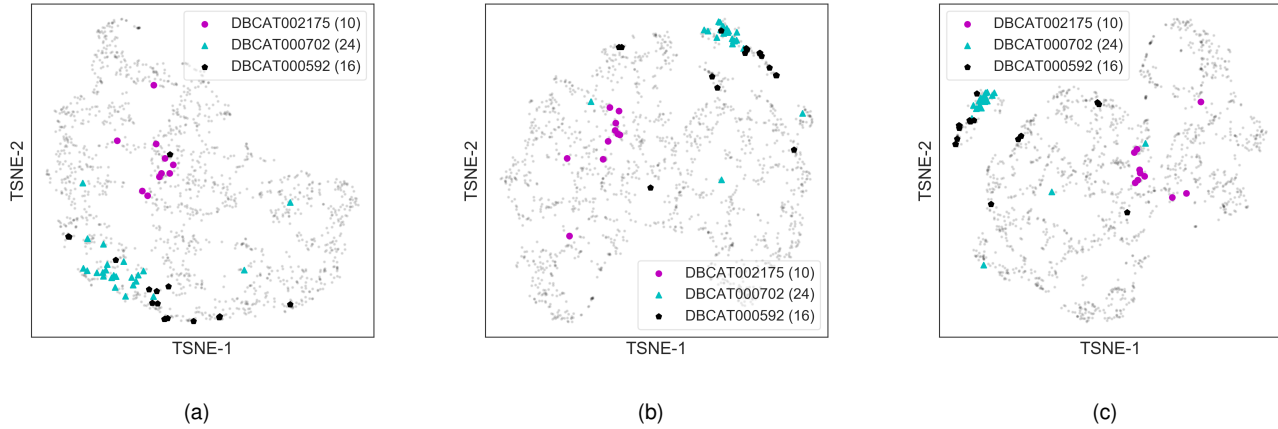 DBCAT002175 (10)
DBCAT000702 (24)
DBCAT000592 (16)
TSNE-2
TSNE-1
(a)
DBCAT002175 (10)
DBCAT000702 (24)
DBCAT000592 (16)
TSNE-2
TSNE-1
(b)
DBCAT002175 (10)
DBCAT000702 (24)
DBCAT000592 (16)
TSNE-2
TSNE-1
(c)